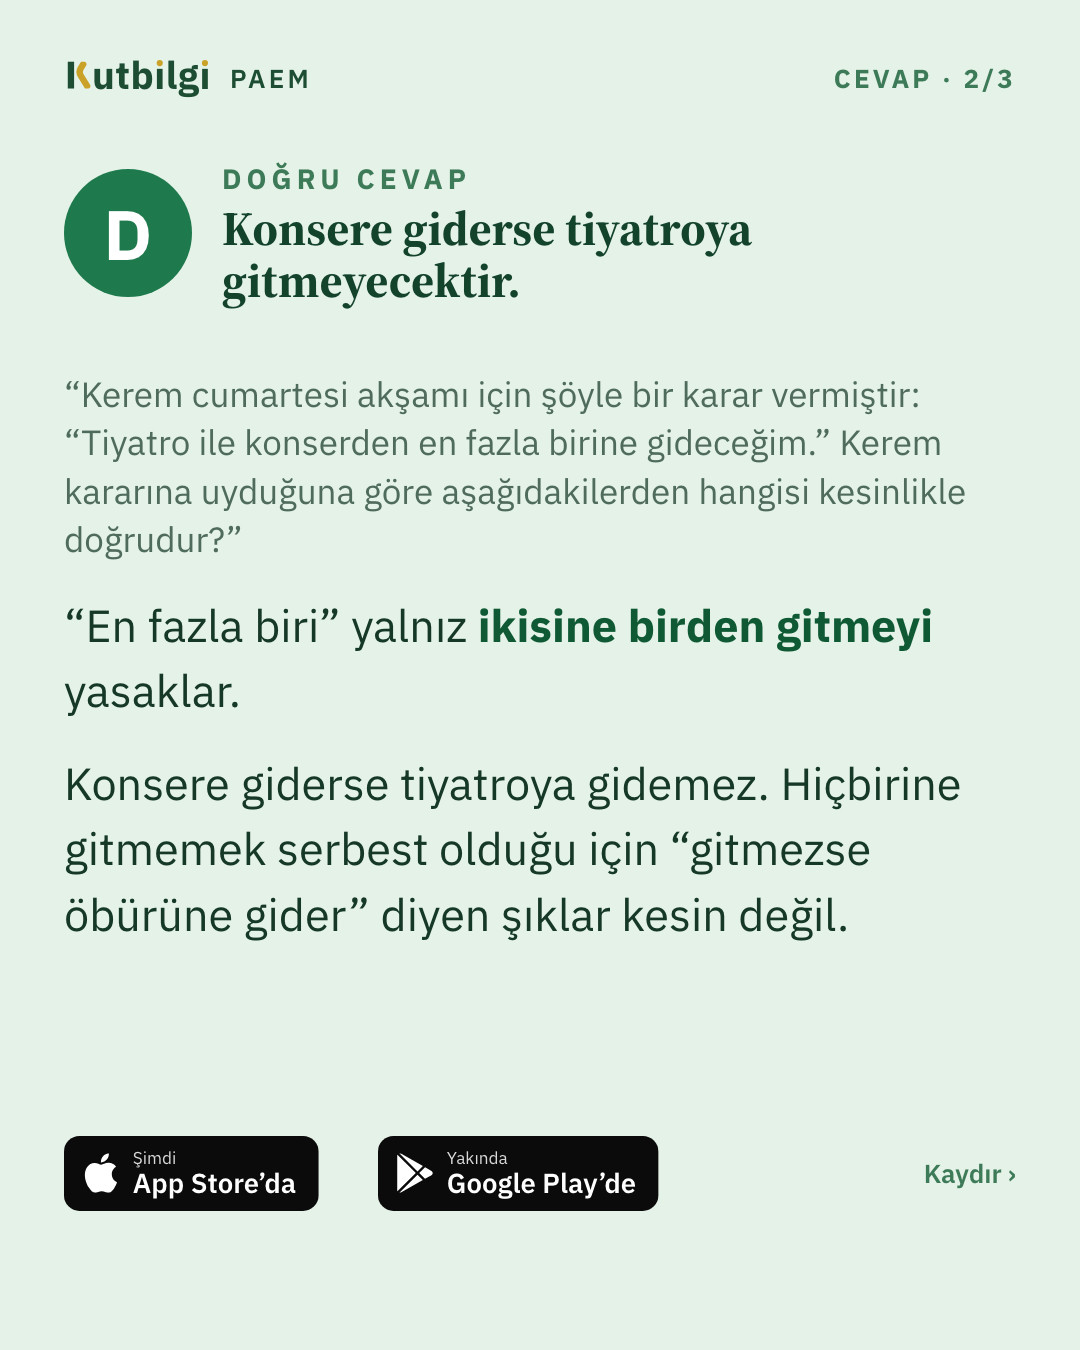 Kutbilgi PAEM
CEVAP · 2/3
D
DOĞRU CEVAP
Konsere giderse tiyatroya
gitmeyecektir.
“Kerem cumartesi akşamı için şöyle bir karar vermiştir:
“Tiyatro ile konserden en fazla birine gideceğim.” Kerem
kararına uyduğuna göre aşağıdakilerden hangisi kesinlikle
doğrudur?”
“En fazla biri” yalnız ikisine birden gitmeyi
yasaklar.
Konsere giderse tiyatroya gidemez. Hiçbirine
gitmemek serbest olduğu için “gitmezse
öbürüne gider” diyen şıklar kesin değil.
Şimdi
App Store’da
Yakında
Google Play’de
Kaydır ›